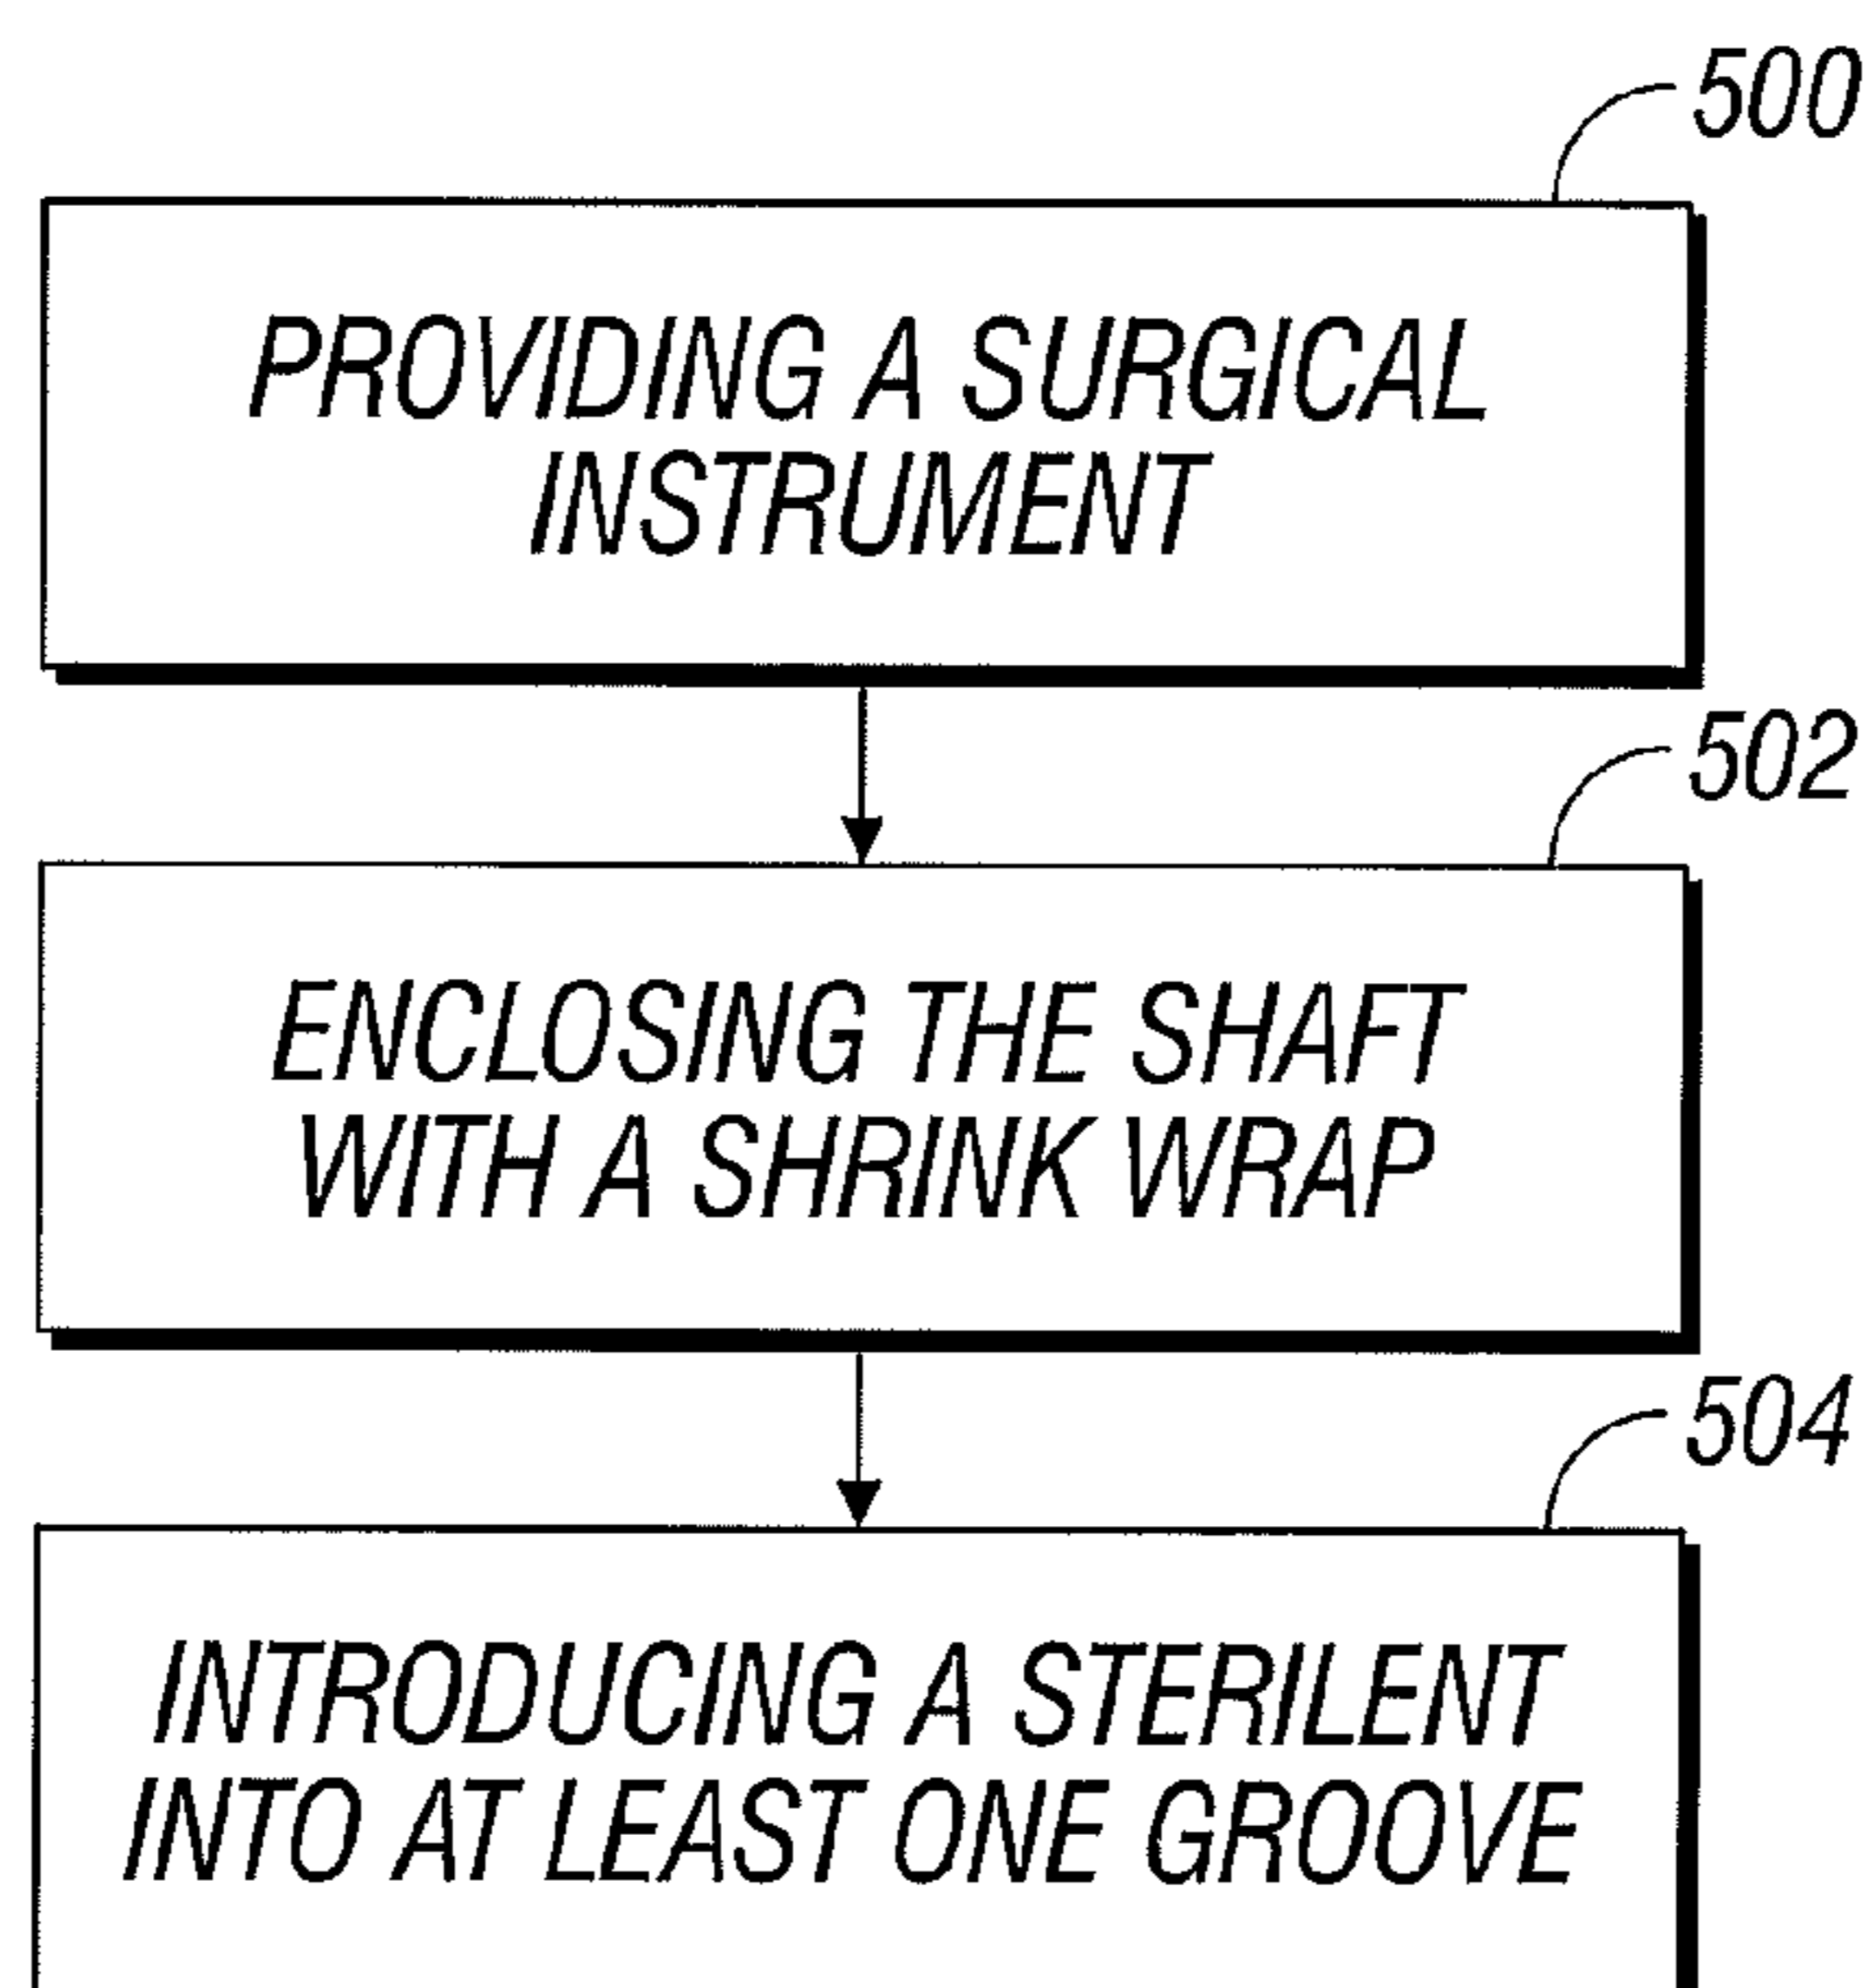 500
PROVIDING A SURGICAL
INSTRUMENT
502
ENCLOSING THE SHAFT
WITH A SHRINK WRAP
504
INTRODUCING A STERILENT
INTO AT LEAST ONE GROOVE